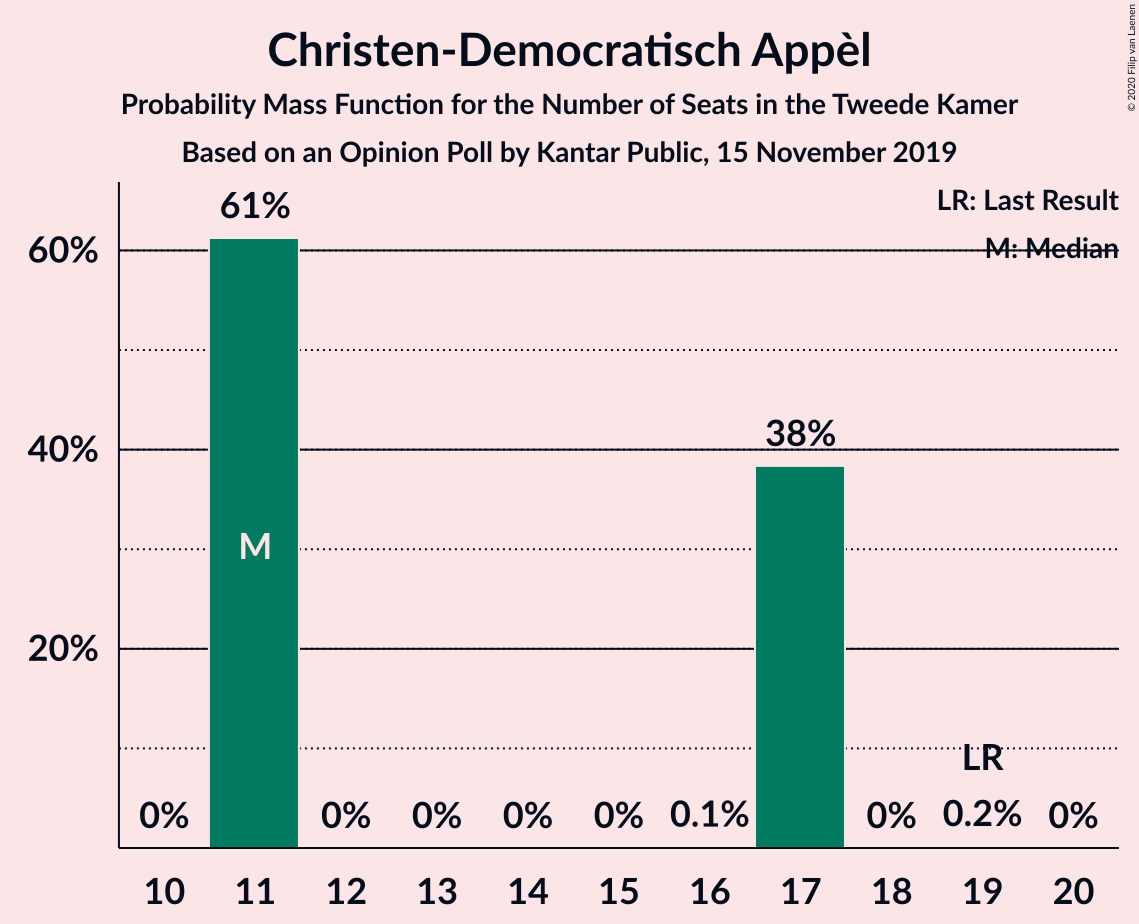 Christen-Democratisch Appèl
Probability Mass Function for the Number of Seats in the Tweede Kamer
Based on an Opinion Poll by Kantar Public, 15 November 2019
© 2020 Filip van Laenen
LR: Last Result
M: Median
61%
60%
38%
40%
M
20%
LR
0% 0% 0% 0% 0% 0.1% 0% 0.2% 0%
10 11 12 13 14 15 16 17 18 19 20